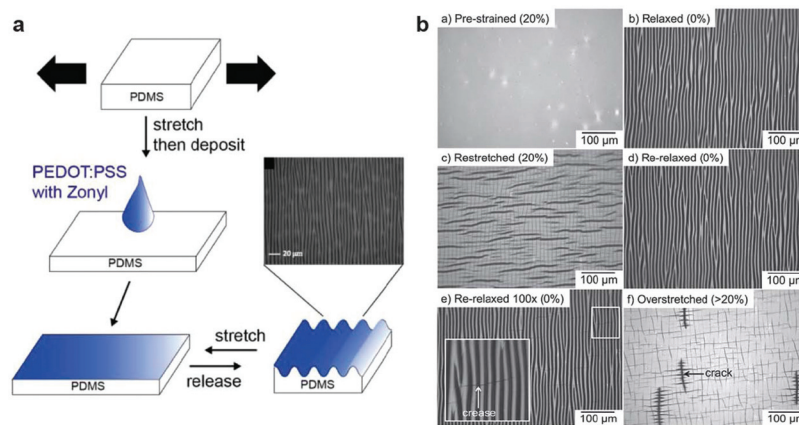 a
PDMS
stretch
then deposit
PEDOT:PSS
with Zonyl
PDMS
20 µm
PDMS
stretch
release
PDMS
b
a) Pre-strained (20%)
100 µm
b) Relaxed (0%)
100 µm
c) Restretched (20%)
100 µm
d) Re-relaxed (0%)
100 µm
e) Re-relaxed 100x (0%)
crease
100 µm
f) Overstretched (>20%)
crack
100 µm